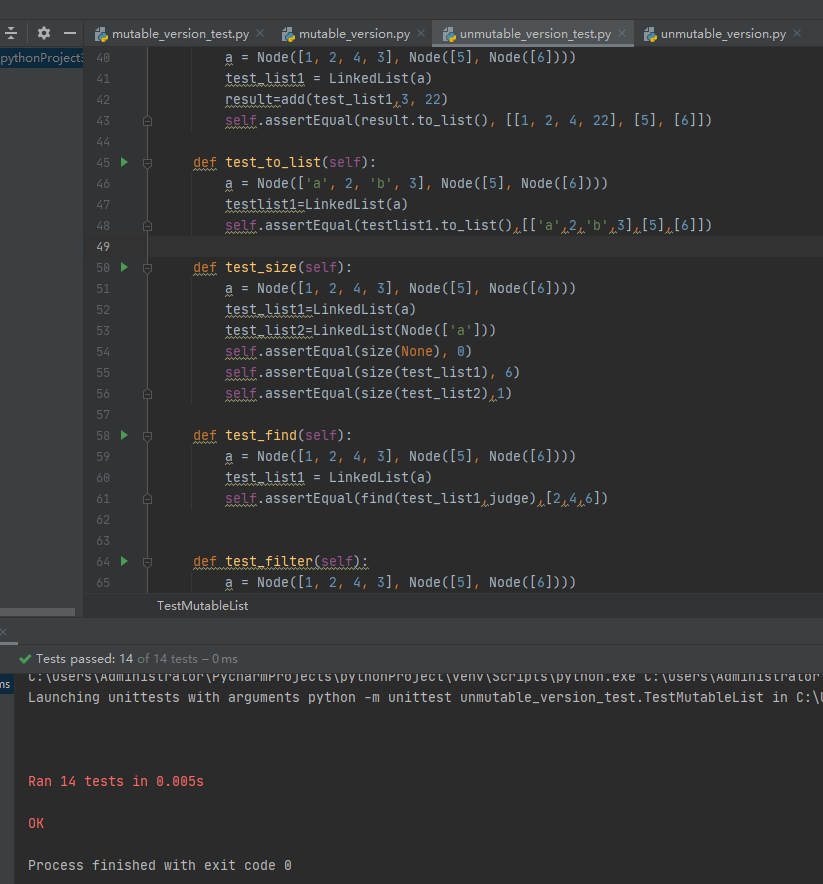 mutable_version_test.py × mutable_version.py × unmutable_version_test.py × unmutable_version.py ×
pythonProject
40 a = Node([1, 2, 4, 3], Node([5], Node([6])))
41 test_list1 = LinkedList(a)
42 result=add(test_list1,3, 22)
43 self.assertEqual(result.to_list(), [[1, 2, 4, 22], [5], [6]])
44
45 def test_to_list(self):
46 a = Node(['a', 2, 'b', 3], Node([5], Node([6])))
47 testlist1=LinkedList(a)
48 self.assertEqual(testlist1.to_list(),[['a',2,'b',3],[5],[6]])
49
50 def test_size(self):
51 a = Node([1, 2, 4, 3], Node([5], Node([6])))
52 test_list1=LinkedList(a)
53 test_list2=LinkedList(Node(['a']))
54 self.assertEqual(size(None), 0)
55 self.assertEqual(size(test_list1), 6)
56 self.assertEqual(size(test_list2),1)
57
58 def test_find(self):
59 a = Node([1, 2, 4, 3], Node([5], Node([6])))
60 test_list1 = LinkedList(a)
61 self.assertEqual(find(test_list1,judge),[2,4,6])
62
63
64 def test_filter(self):
65 a = Node([1, 2, 4, 3], Node([5], Node([6])))
TestMutableList
Tests passed: 14 of 14 tests – 0 ms
ms
C:\Users\Administrator\PycharmProjects\pythonProject\venv\Scripts\python.exe C:\Users\Administrator
Launching unittests with arguments python -m unittest unmutable_version_test.TestMutableList in C:\
Ran 14 tests in 0.005s
OK
Process finished with exit code 0